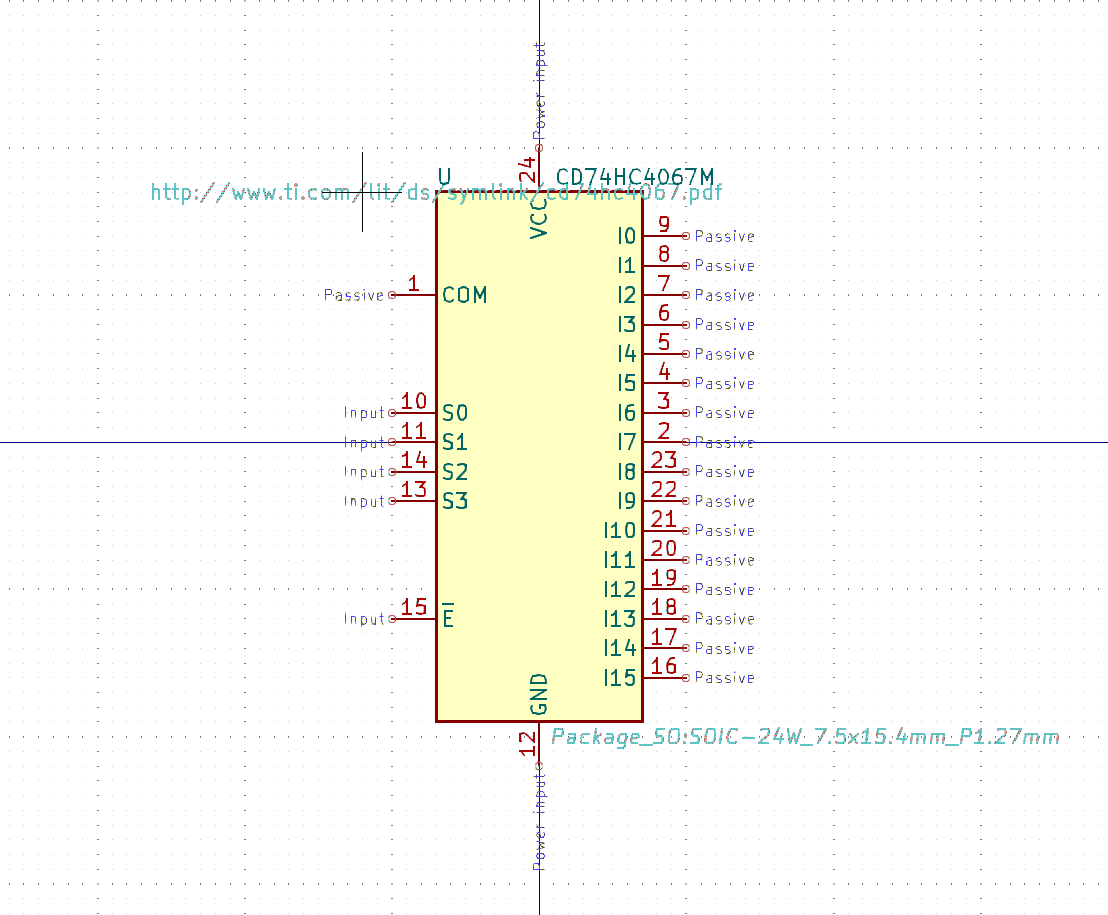 Power input
24
U
CD74HC4067M
http://www.ti.com/lit/ds/symlink/cd74hc4067.pdf
VCC
I0 9 Passive
I1 8 Passive
Passive 1 COM
I2 7 Passive
I3 6 Passive
I4 5 Passive
I5 4 Passive
Input 10 S0
I6 3 Passive
Input 11 S1
I7 2 Passive
Input 14 S2
I8 23 Passive
Input 13 S3
I9 22 Passive
I10 21 Passive
I11 20 Passive
I12 19 Passive
Input 15 E̅
I13 18 Passive
I14 17 Passive
I15 16 Passive
GND
12
Package_SO:SOIC-24W_7.5x15.4mm_P1.27mm
Power input